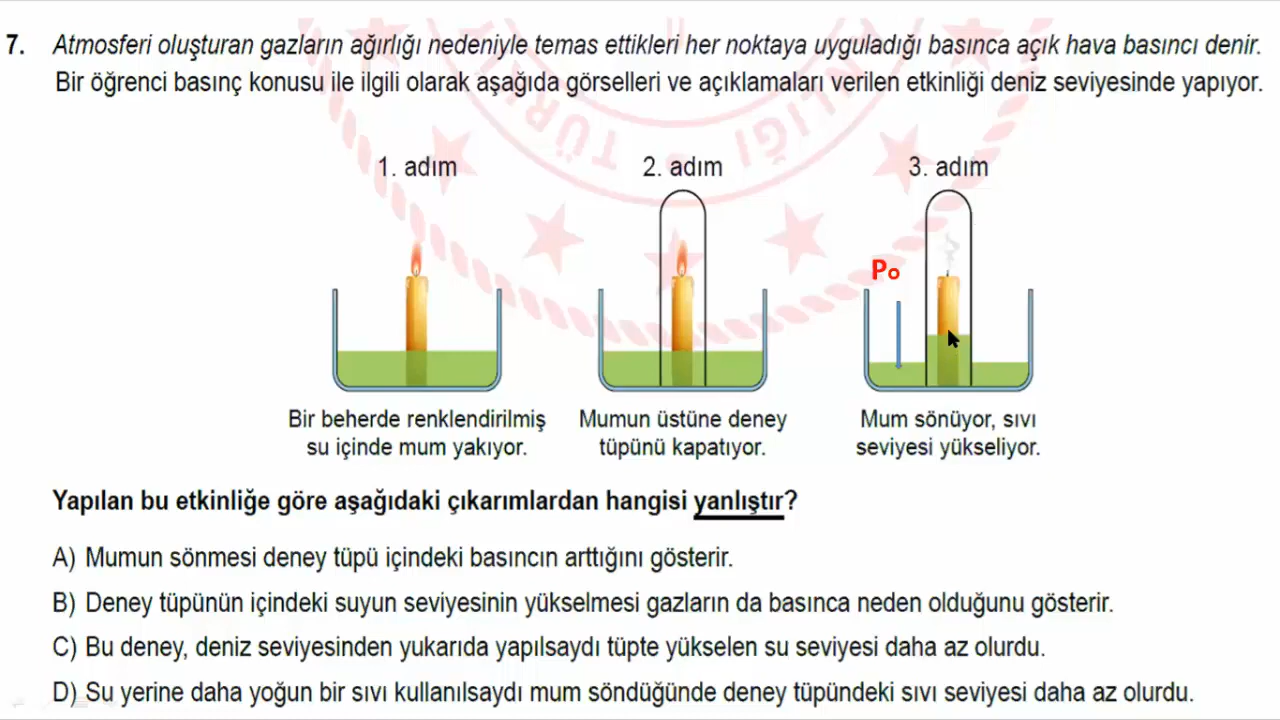 7. Atmosferi oluşturan gazların ağırlığı nedeniyle temas ettikleri her noktaya uyguladığı basınca açık hava basıncı denir.
Bir öğrenci basınç konusu ile ilgili olarak aşağıda görselleri ve açıklamaları verilen etkinliği deniz seviyesinde yapıyor.
1. adım
2. adım
3. adım
Po
Bir beherde renklendirilmiş
su içinde mum yakıyor.
Mumun üstüne deney
tüpünü kapatıyor.
Mum sönüyor, sıvı
seviyesi yükseliyor.
Yapılan bu etkinliğe göre aşağıdaki çıkarımlardan hangisi yanlıştır?
A) Mumun sönmesi deney tüpü içindeki basıncın arttığını gösterir.
B) Deney tüpünün içindeki suyun seviyesinin yükselmesi gazların da basınca neden olduğunu gösterir.
C) Bu deney, deniz seviyesinden yukarıda yapılsaydı tüpte yükselen su seviyesi daha az olurdu.
D) Su yerine daha yoğun bir sıvı kullanılsaydı mum söndüğünde deney tüpündeki sıvı seviyesi daha az olurdu.